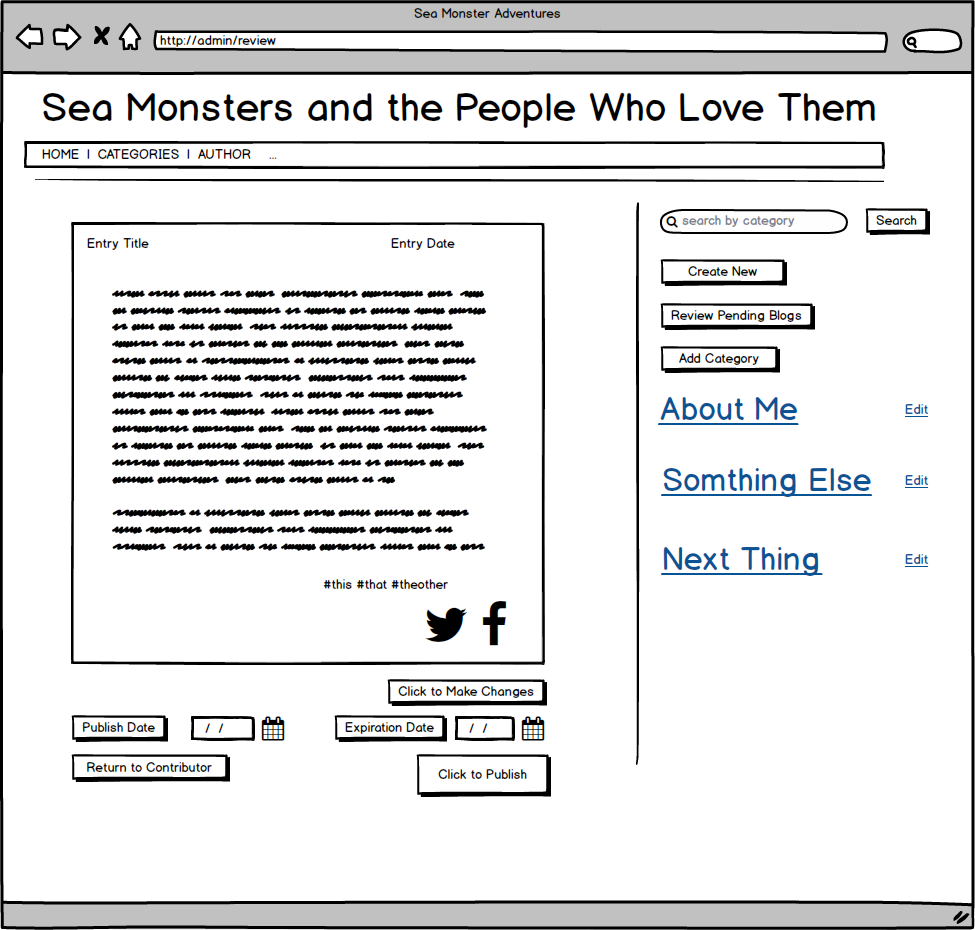 Sea Monster Adventures
http://admin/review
Sea Monsters and the People Who Love Them
HOME | CATEGORIES | AUTHOR ...
Entry Title Entry Date
#this #that #theother
Click to Make Changes
Publish Date / / Expiration Date / /
Return to Contributor Click to Publish
search by category Search
Create New
Review Pending Blogs
Add Category
About Me Edit
Somthing Else Edit
Next Thing Edit